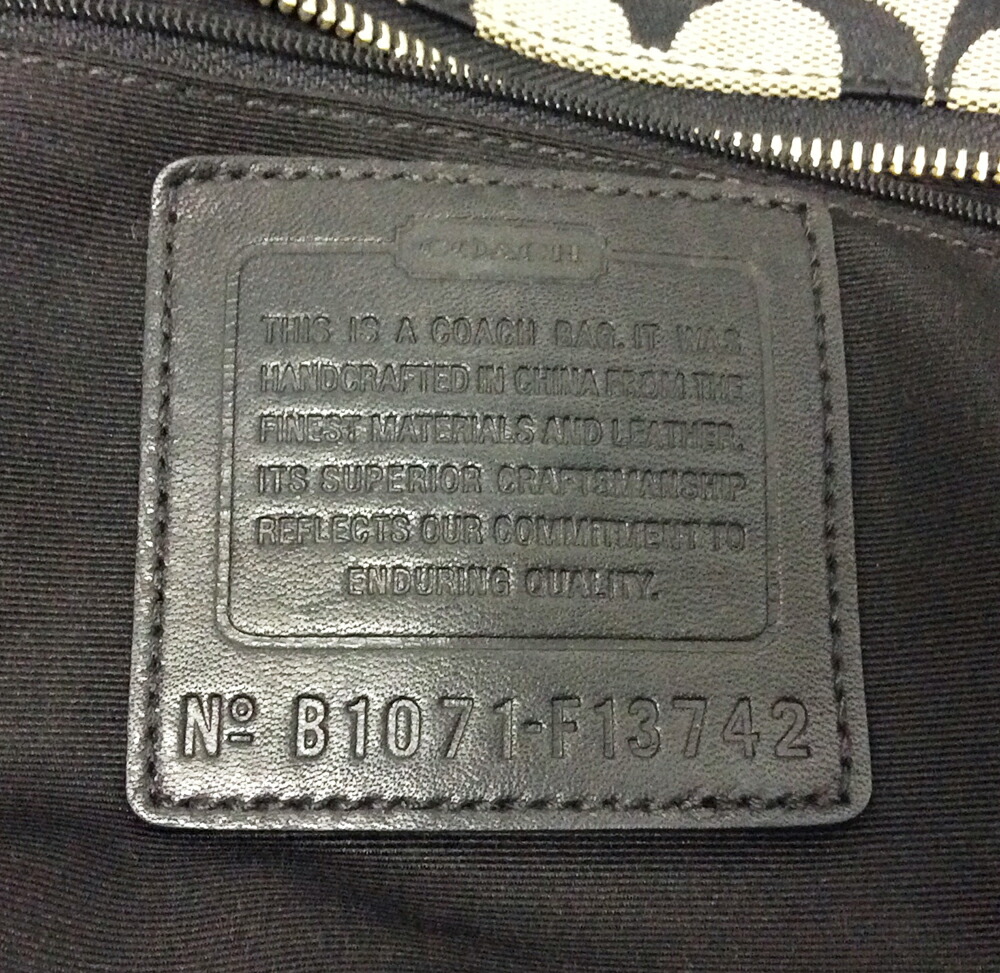 COACH
THIS IS A COACH BAG. IT WAS
HANDCRAFTED IN CHINA FROM THE
FINEST MATERIALS AND LEATHER.
ITS SUPERIOR CRAFTSMANSHIP
REFLECTS OUR COMMITMENT TO
ENDURING QUALITY.
Nº B1071-F13742